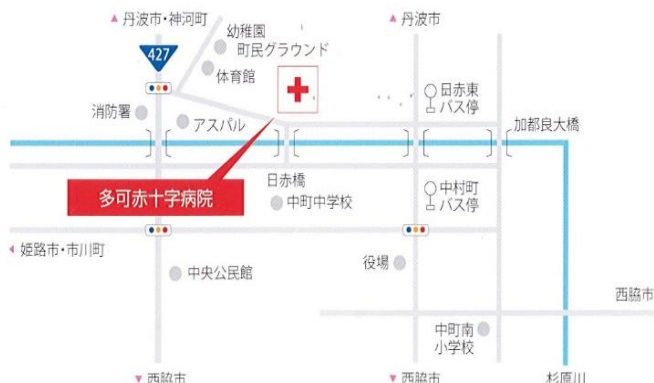 ▲丹波市・神河町
▲丹波市
幼稚園
町民グラウンド
体育館
427
消防署
アスパル
日赤東
バス停
加都良大橋
日赤橋
多可赤十字病院
中町中学校
中村町
バス停
◀姫路市・市川町
中央公民館
役場
西脇市
中町南
小学校
▼西脇市
▼西脇市
杉原川